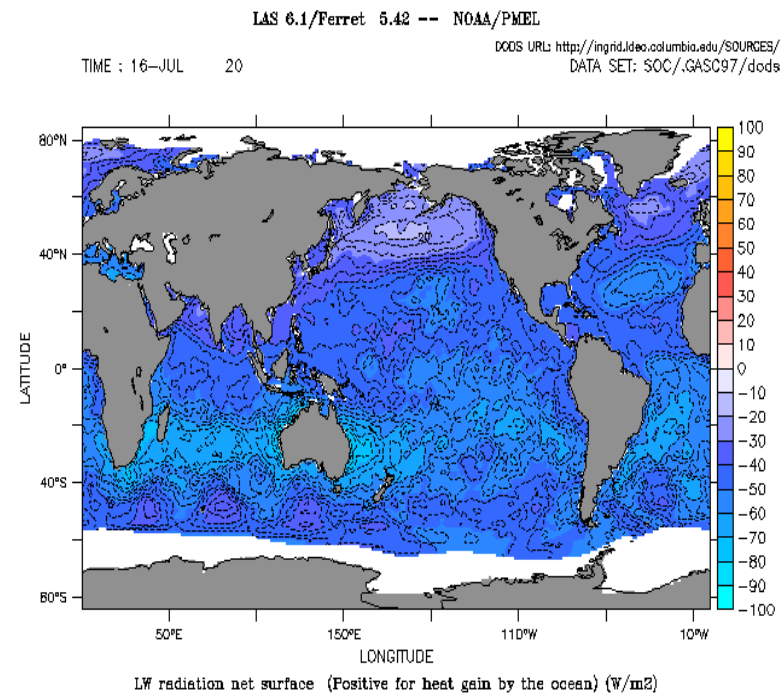 LAS 6.1/Ferret 5.42 -- NOAA/PMEL
DODS URL: http://ingrid.ldeo.columbia.edu/SOURCES/
TIME : 16-JUL 20
DATA SET: SOC/.GASC97/dods
80°N
40°N
0°
40°S
80°S
LATITUDE
50°E
150°E
110°W
10°W
LONGITUDE
100
90
80
70
60
50
40
30
20
10
0
-10
-20
-30
-40
-50
-60
-70
-80
-90
-100
LW radiation net surface (Positive for heat gain by the ocean) (W/m2)